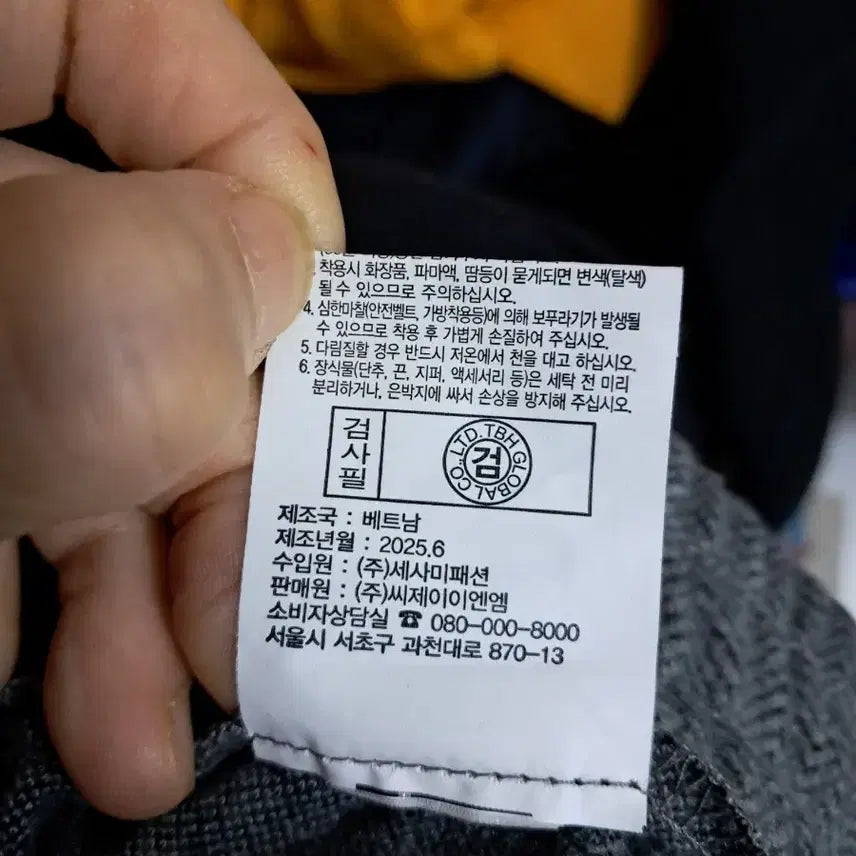 착용시 화장품, 파마액, 땀등이 묻게되면 변색(탈색)
될 수 있으므로 주의하십시오.
4. 심한마찰(안전벨트, 가방착용등)에 의해 보푸라기가 발생될
수 있으므로 착용 후 가볍게 손질하여 주십시오.
5. 다림질할 경우 반드시 저온에서 천을 대고 하십시오.
6. 장식물(단추, 끈, 지퍼, 액세서리 등)은 세탁 전 미리
분리하거나, 은박지에 싸서 손상을 방지해 주십시오.
검사필
TBH GLOBAL CO., LTD.
검
제조국 : 베트남
제조년월 : 2025.6
수입원 : (주)세사미패션
판매원 : (주)씨제이이엔엠
소비자상담실 ☎ 080-000-8000
서울시 서초구 과천대로 870-13